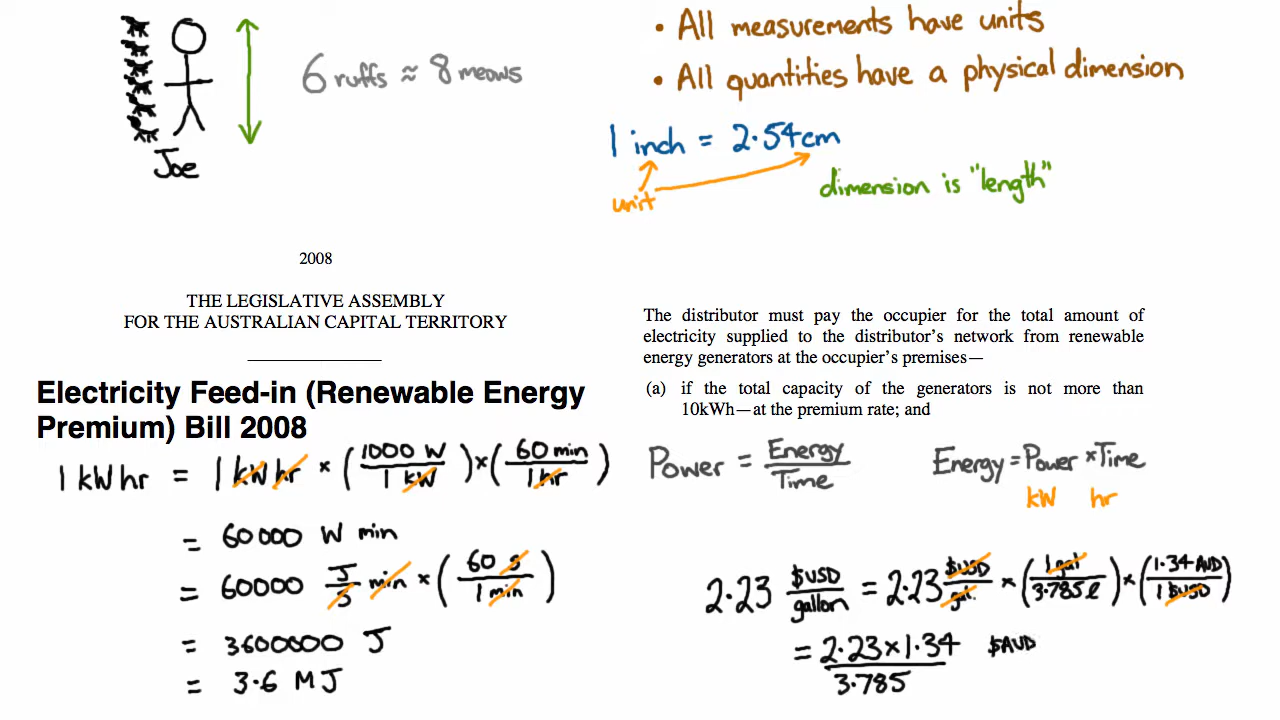 6 ruffs ≈ 8 meows
Joe
• All measurements have units
• All quantities have a physical dimension
1 inch = 2.54cm
unit
dimension is "length"
2008
THE LEGISLATIVE ASSEMBLY
FOR THE AUSTRALIAN CAPITAL TERRITORY
Electricity Feed-in (Renewable Energy
Premium) Bill 2008
The distributor must pay the occupier for the total amount of
electricity supplied to the distributor's network from renewable
energy generators at the occupier's premises—
(a) if the total capacity of the generators is not more than
10kWh—at the premium rate; and
1 kW hr = 1 kW hr × (1000 W / 1 kW) × (60 min / 1 hr)
= 60000 W min
= 60000 J/s min × (60 s / 1 min)
= 3600000 J
= 3.6 MJ
Power = Energy / Time
Energy = Power × Time
kW hr
2.23 $USD/gallon = 2.23 $USD/gal × (1 gal / 3.785 l) × (1.34 AUD / 1 $USD)
= 2.23×1.34 / 3.785 $AUD